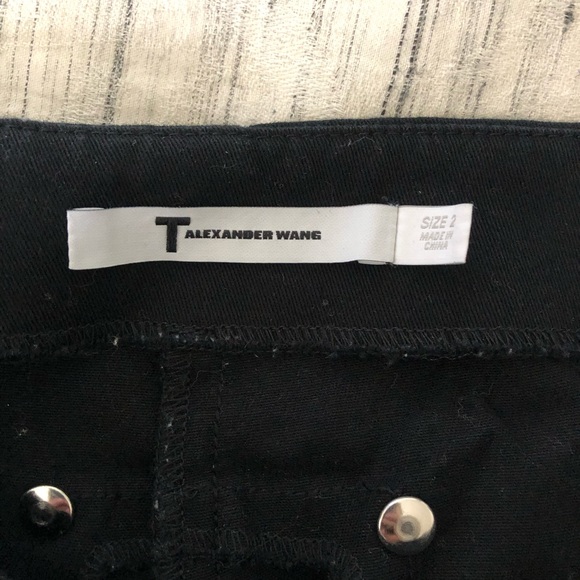 T ALEXANDER WANG
SIZE 2
MADE IN
CHINA